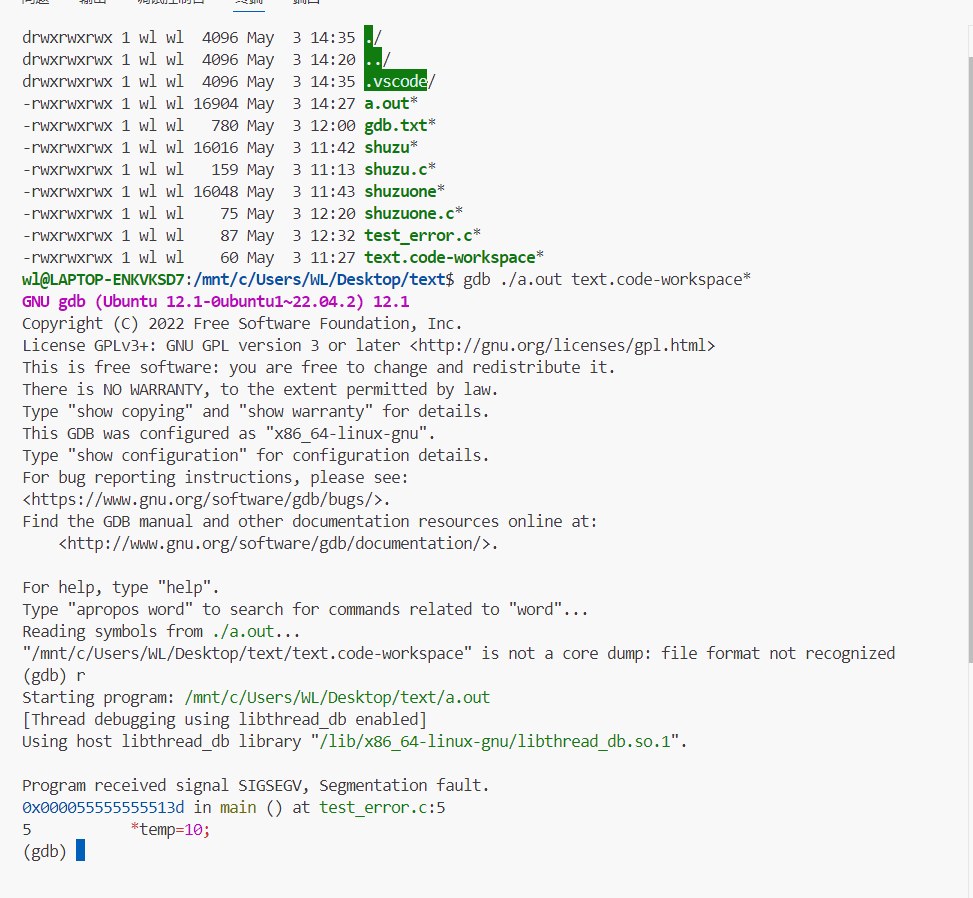 问题 输出 调试控制台 终端 端口
drwxrwxrwx 1 wl wl  4096 May  3 14:35 ./
drwxrwxrwx 1 wl wl  4096 May  3 14:20 ../
drwxrwxrwx 1 wl wl  4096 May  3 14:35 .vscode/
-rwxrwxrwx 1 wl wl 16904 May  3 14:27 a.out*
-rwxrwxrwx 1 wl wl   780 May  3 12:00 gdb.txt*
-rwxrwxrwx 1 wl wl 16016 May  3 11:42 shuzu*
-rwxrwxrwx 1 wl wl   159 May  3 11:13 shuzu.c*
-rwxrwxrwx 1 wl wl 16048 May  3 11:43 shuzuone*
-rwxrwxrwx 1 wl wl    75 May  3 12:20 shuzuone.c*
-rwxrwxrwx 1 wl wl    87 May  3 12:32 test_error.c*
-rwxrwxrwx 1 wl wl    60 May  3 11:27 text.code-workspace*
wl@LAPTOP-ENKVKSD7:/mnt/c/Users/WL/Desktop/text$ gdb ./a.out text.code-workspace*
GNU gdb (Ubuntu 12.1-0ubuntu1~22.04.2) 12.1
Copyright (C) 2022 Free Software Foundation, Inc.
License GPLv3+: GNU GPL version 3 or later <http://gnu.org/licenses/gpl.html>
This is free software: you are free to change and redistribute it.
There is NO WARRANTY, to the extent permitted by law.
Type "show copying" and "show warranty" for details.
This GDB was configured as "x86_64-linux-gnu".
Type "show configuration" for configuration details.
For bug reporting instructions, please see:
<https://www.gnu.org/software/gdb/bugs/>.
Find the GDB manual and other documentation resources online at:
    <http://www.gnu.org/software/gdb/documentation/>.
For help, type "help".
Type "apropos word" to search for commands related to "word"...
Reading symbols from ./a.out...
"/mnt/c/Users/WL/Desktop/text/text.code-workspace" is not a core dump: file format not recognized
(gdb) r
Starting program: /mnt/c/Users/WL/Desktop/text/a.out
[Thread debugging using libthread_db enabled]
Using host libthread_db library "/lib/x86_64-linux-gnu/libthread_db.so.1".
Program received signal SIGSEGV, Segmentation fault.
0x000055555555513d in main () at test_error.c:5
5           *temp=10;
(gdb)